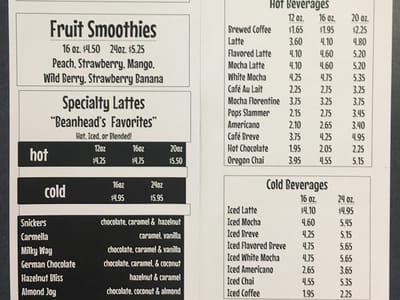 Fruit Smoothies
16 oz. $4.50 24oz. $5.25
Peach, Strawberry, Mango,
Wild Berry, Strawberry Banana
Specialty Lattes
"Beanhead's Favorites"
Hot, Iced, or Blended!
hot 12oz $4.25 16oz $4.75 20oz $5.50
cold 16oz $4.95 24oz $5.95
Snickers chocolate, caramel & hazelnut
Carmella caramel, vanilla
Milky Way chocolate, caramel & vanilla
German Chocolate chocolate, caramel & coconut
Hazelnut Bliss hazelnut & caramel
Almond Joy chocolate, coconut & almond
Hot Beverages
12 oz. 16 oz. 20 oz.
Brewed Coffee $1.65 $1.95 $2.25
Latte 3.60 4.10 4.80
Flavored Latte 4.10 4.60 5.20
Mocha Latte 4.10 4.60 5.20
White Mocha 4.25 4.75 5.35
Café Au Lait 2.25 2.75 3.25
Mocha Florentine 3.75 3.25 3.75
Pops Slammer 2.15 2.75 3.45
Americano 2.10 2.65 3.40
Café Breve 3.75 4.25 4.95
Hot Chocolate 1.95 2.05 2.25
Oregon Chai 3.95 4.55 5.15
Cold Beverages
16 oz. 24 oz.
Iced Latte $4.10 $4.95
Iced Mocha 4.60 5.45
Iced Breve 4.25 5.15
Iced Flavored Breve 4.75 5.65
Iced White Mocha 4.75 5.65
Iced Americano 2.65 3.65
Iced Chai 4.55 5.35
Iced Coffee 1.95 2.25